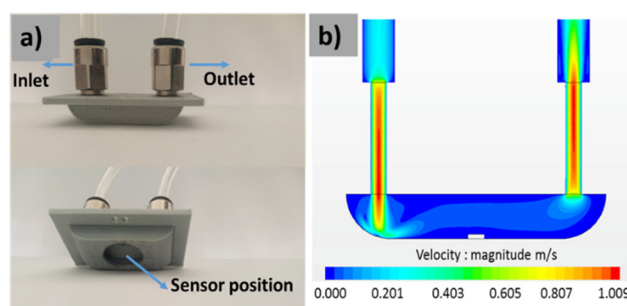 a)
Inlet
Outlet
Sensor position
b)
Velocity : magnitude m/s
0.000 0.201 0.403 0.605 0.807 1.009